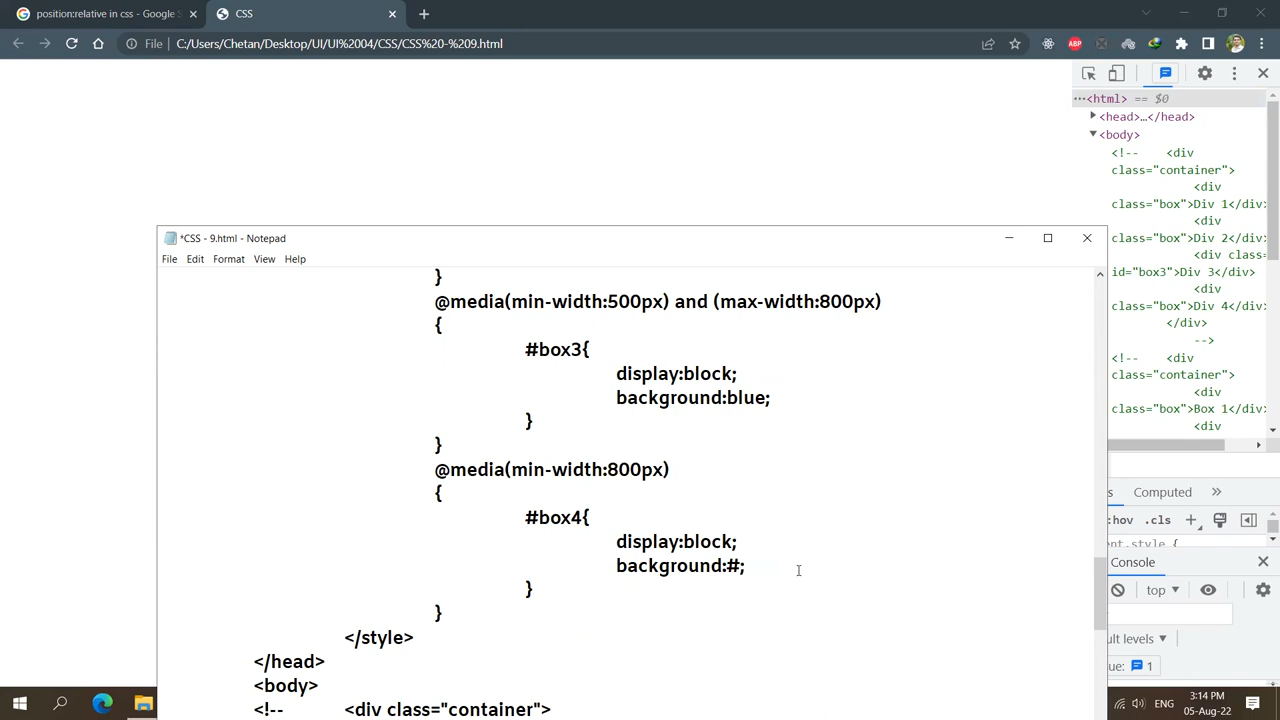 position:relative in css - Google S
CSS
File
C:/Users/Chetan/Desktop/UI/UI%2004/CSS/CSS%20-%209.html
ABP
<html> == $0
<head>…</head>
<body>
<!-- <div
class="container">
<div
class="box">Div 1</div>
<div
class="box">Div 2</div>
<div class=
id="box3">Div 3</div>
<div
class="box">Div 4</div>
</div>
-->
<!-- <div
class="container">
<div
class="box">Box 1</div>
<div
*CSS - 9.html - Notepad
File Edit Format View Help
}
@media(min-width:500px) and (max-width:800px)
{
#box3{
display:block;
background:blue;
}
}
@media(min-width:800px)
{
#box4{
display:block;
background:#;
}
}
</style>
</head>
<body>
<!-- <div class="container">
Computed
:hov .cls
Console
top
ult levels
ue: 1
ENG
3:14 PM
05-Aug-22